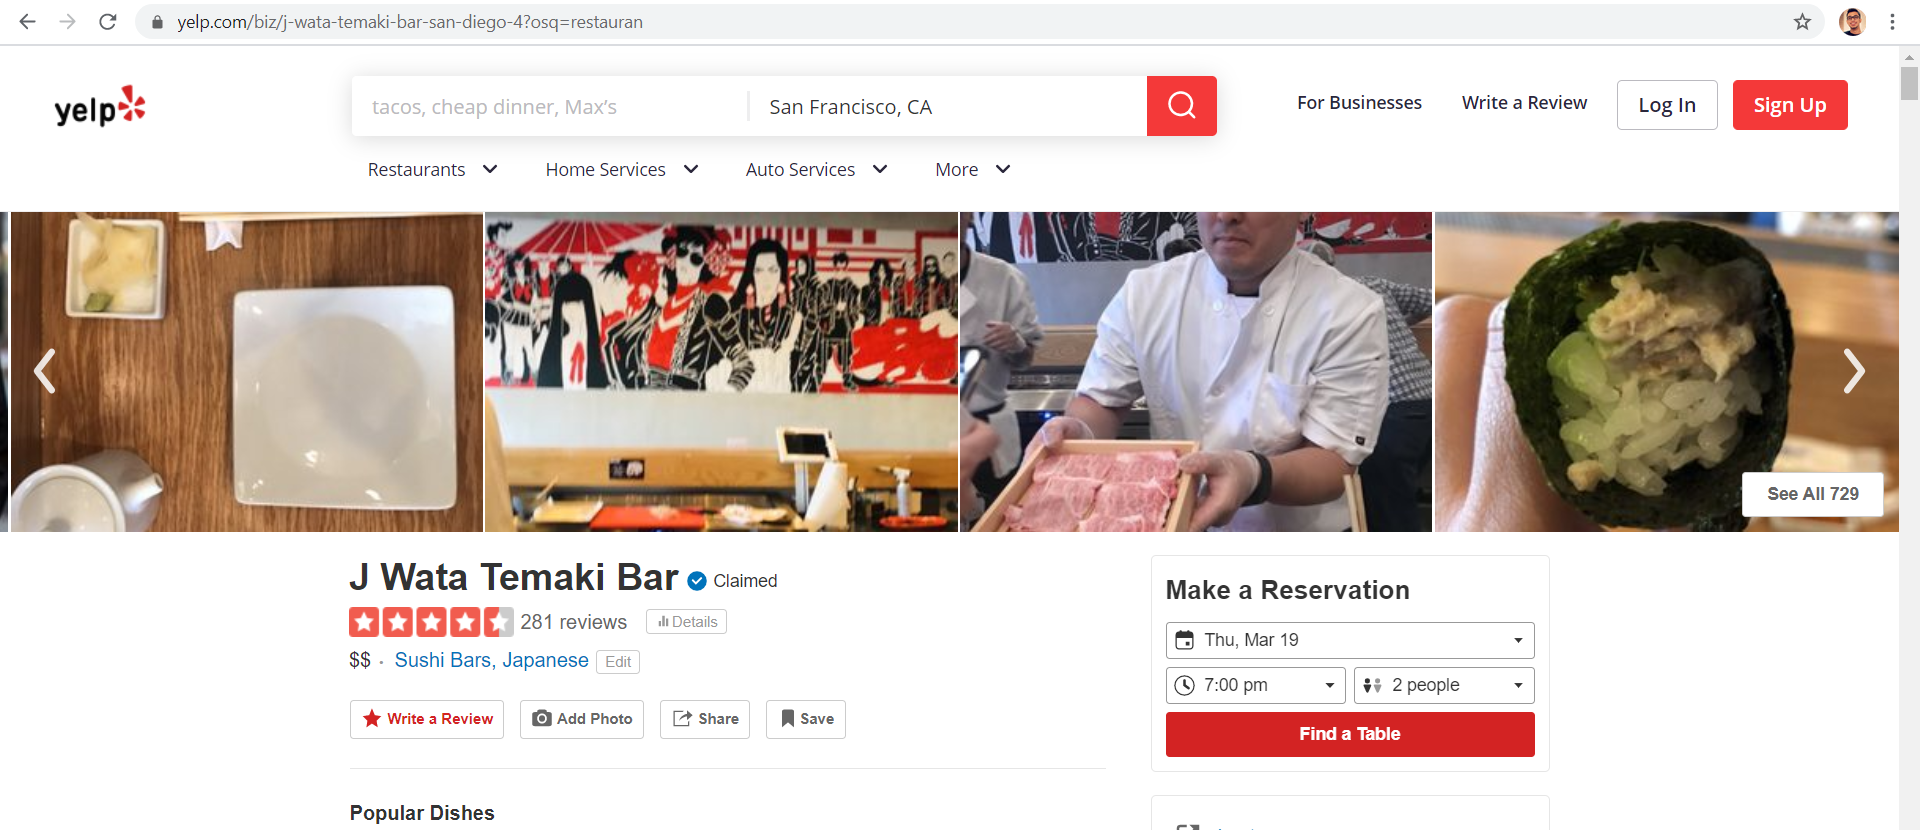 yelp.com/biz/j-wata-temaki-bar-san-diego-4?osq=restauran
yelp
tacos, cheap dinner, Max’s
San Francisco, CA
For Businesses
Write a Review
Log In
Sign Up
Restaurants
Home Services
Auto Services
More
See All 729
J Wata Temaki Bar
Claimed
281 reviews
Details
$$ · Sushi Bars, Japanese
Edit
Write a Review
Add Photo
Share
Save
Popular Dishes
Make a Reservation
Thu, Mar 19
7:00 pm
2 people
Find a Table